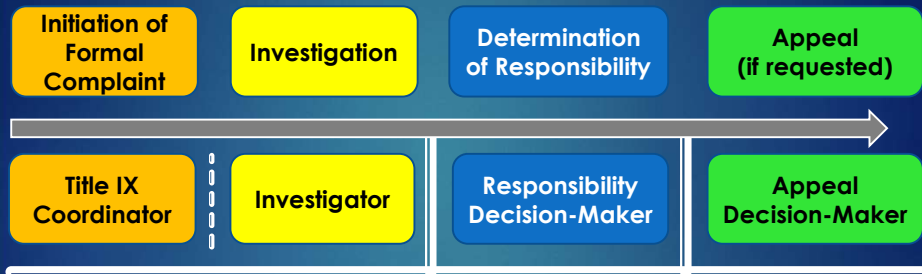 Initiation of
Formal
Complaint
Investigation
Determination
of Responsibility
Appeal
(if requested)
Title IX
Coordinator
Investigator
Responsibility
Decision-Maker
Appeal
Decision-Maker